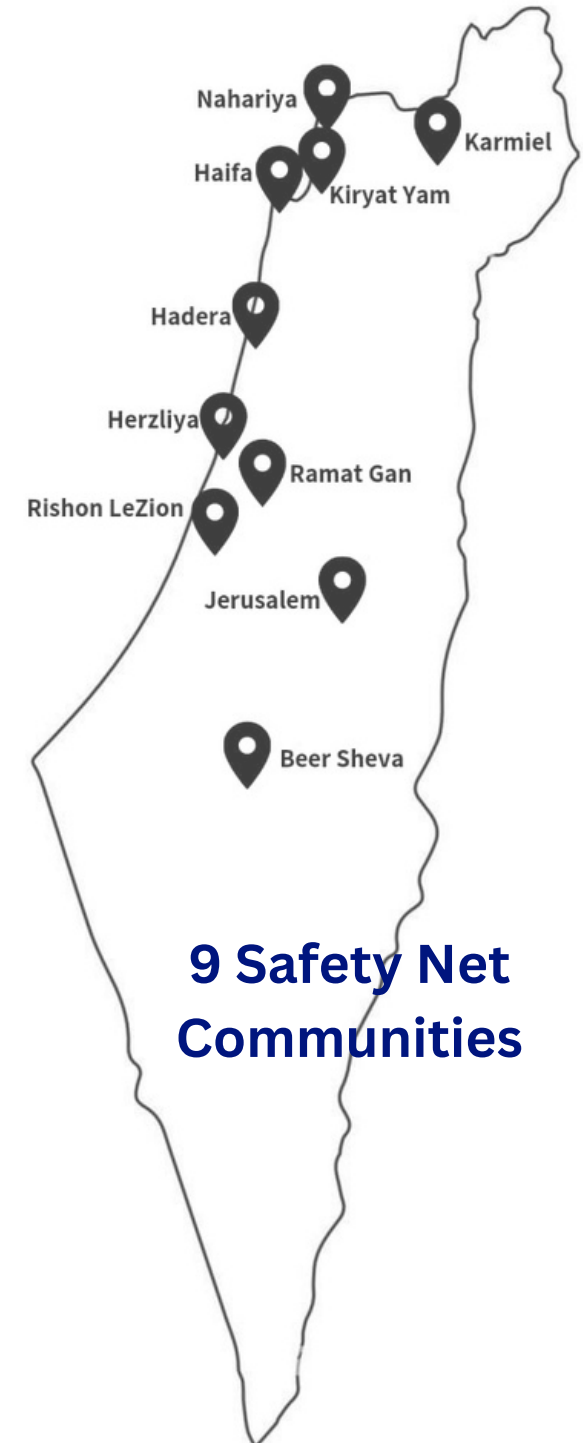 Nahariya
Karmiel
Haifa
Kiryat Yam
Hadera
Herzliya
Ramat Gan
Rishon LeZion
Jerusalem
Beer Sheva
9 Safety Net
Communities